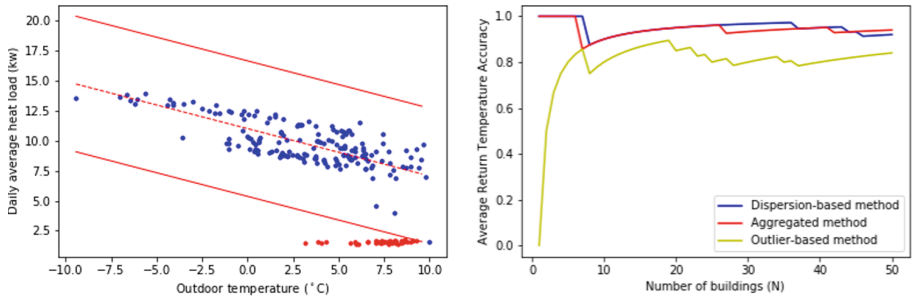 Daily average heat load (kw)
20.0
17.5
15.0
12.5
10.0
7.5
5.0
2.5
−10.0 −7.5 −5.0 −2.5 0.0 2.5 5.0 7.5 10.0
Outdoor temperature (°C)
Average Return Temperature Accuracy
1.0
0.8
0.6
0.4
0.2
0.0
0 10 20 30 40 50
Number of buildings (N)
Dispersion-based method
Aggregated method
Outlier-based method